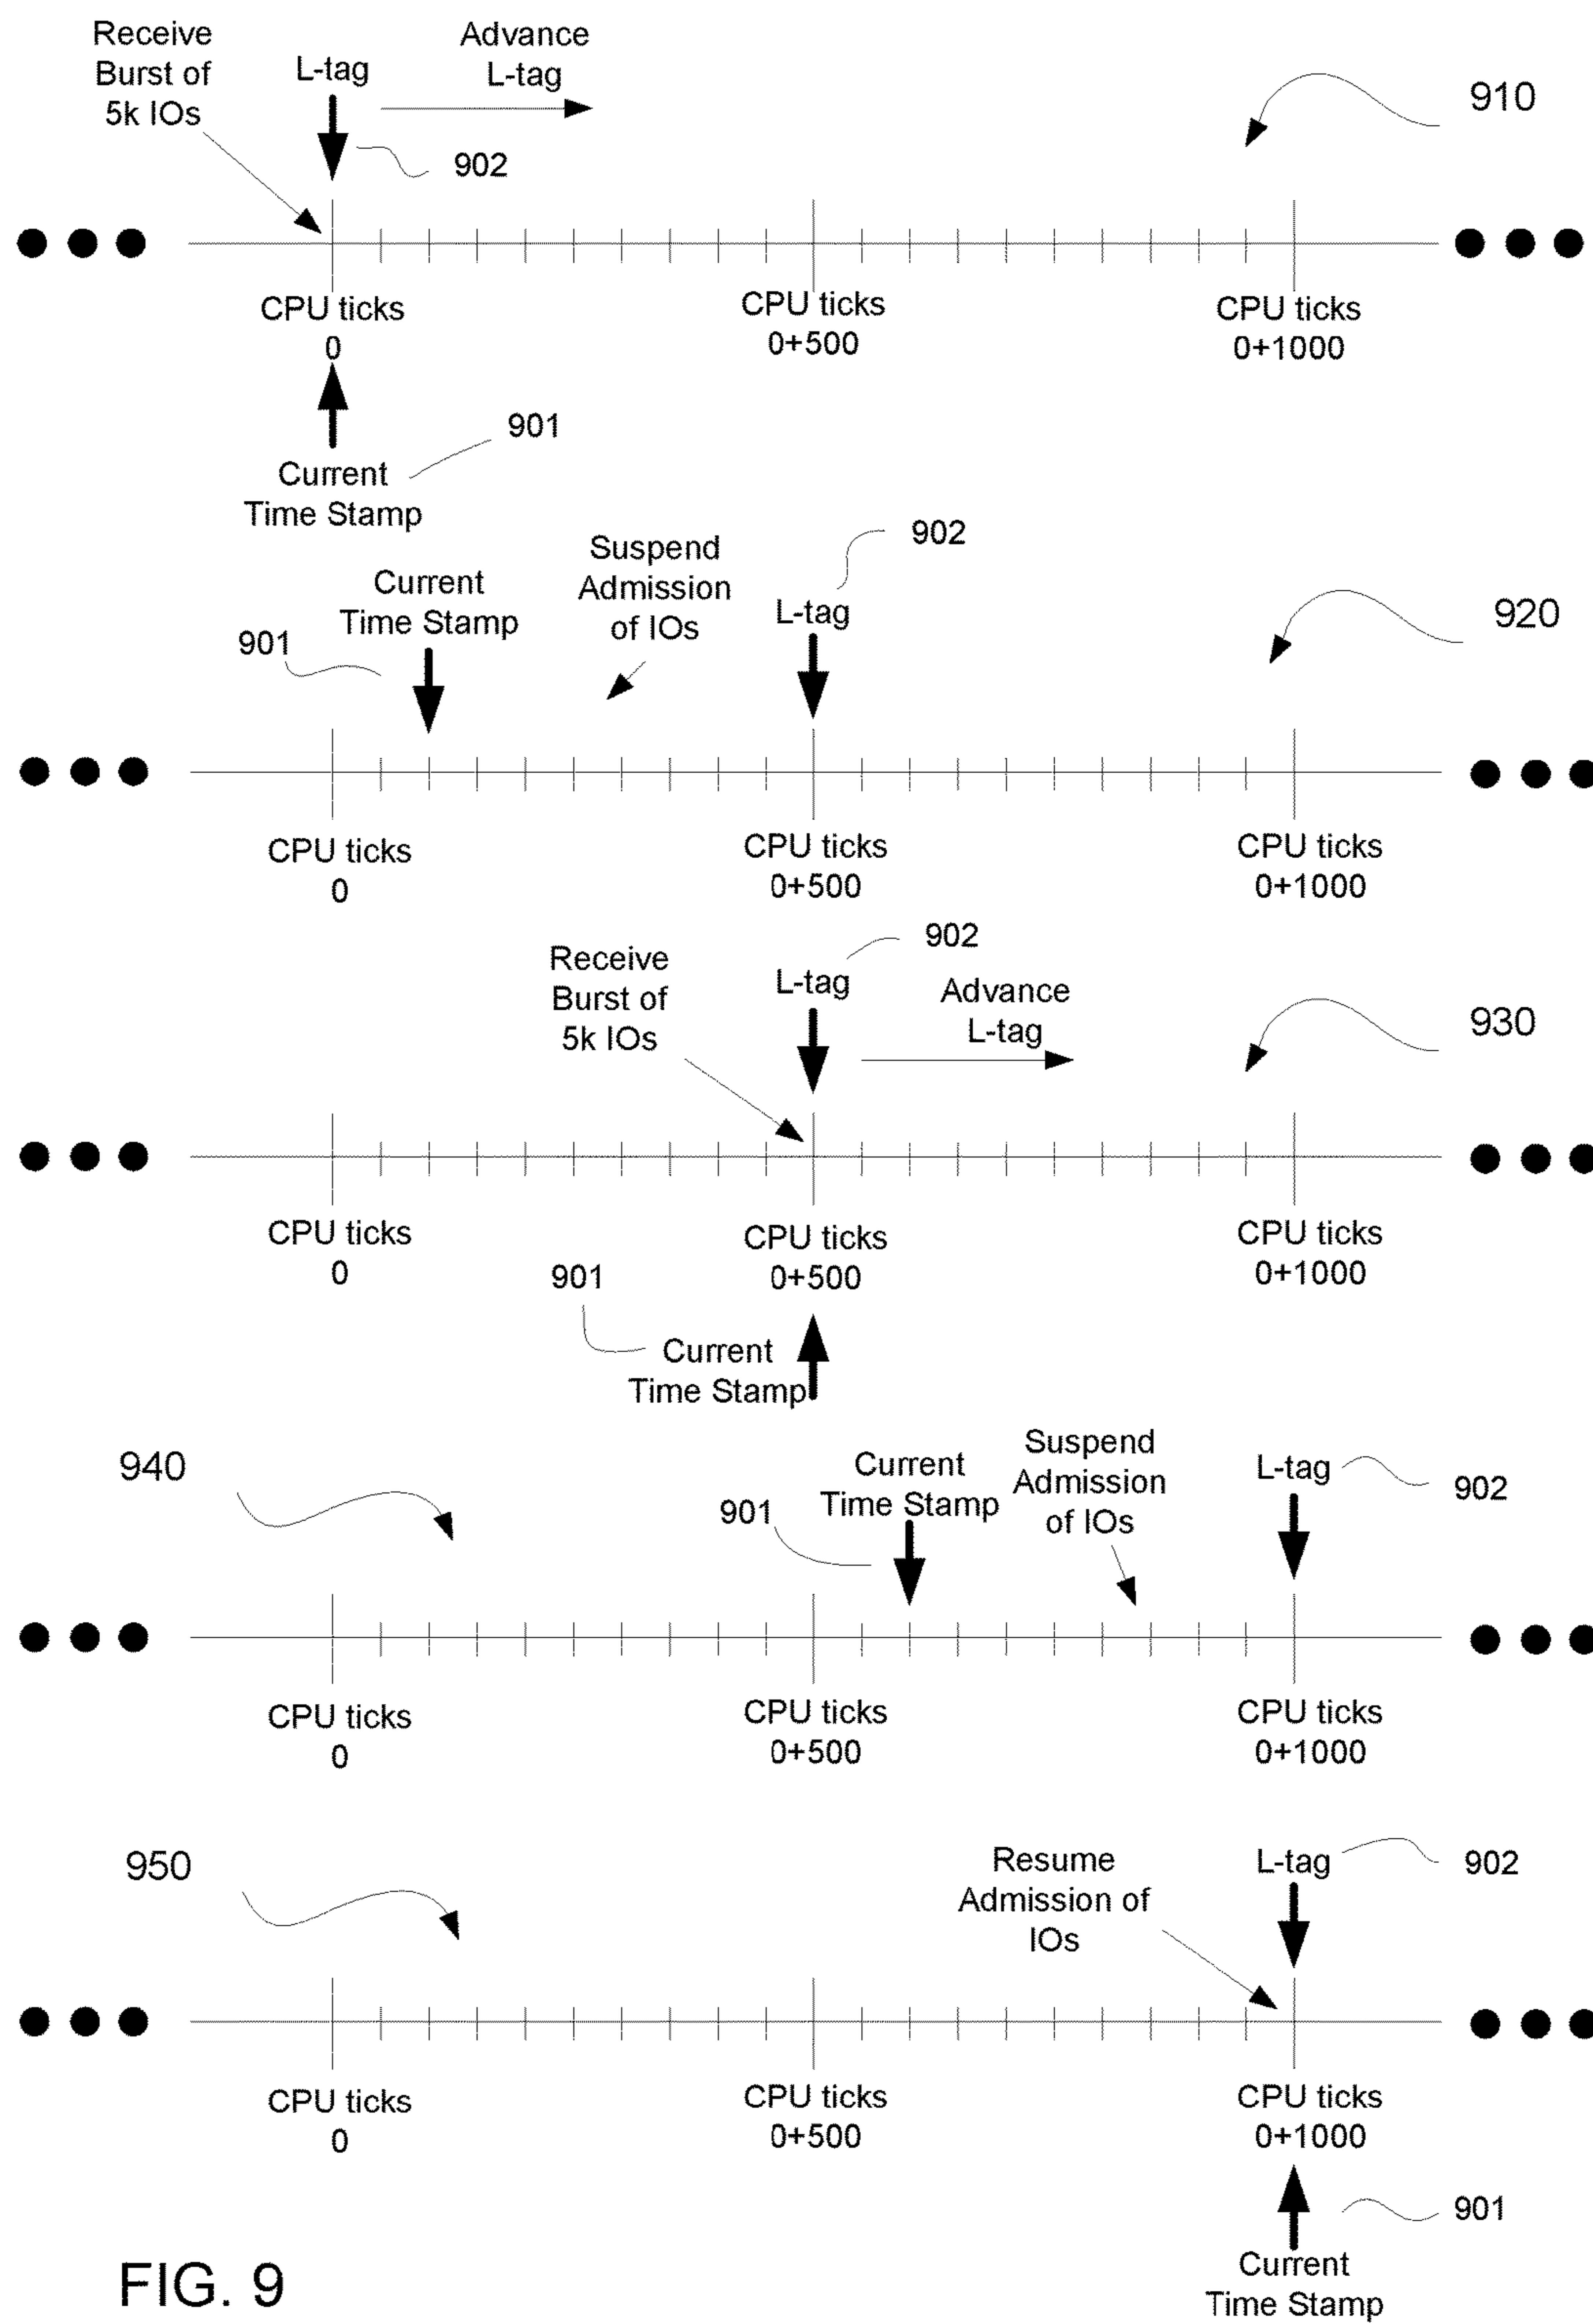 Receive
Burst of
5k IOs
L-tag
Advance
L-tag
902
910
CPU ticks
0
CPU ticks
0+500
CPU ticks
0+1000
901
Current
Time Stamp
Current
Time Stamp
901
Suspend
Admission
of IOs
L-tag
902
920
CPU ticks
0
CPU ticks
0+500
CPU ticks
0+1000
Receive
Burst of
5k IOs
L-tag
902
Advance
L-tag
930
CPU ticks
0
CPU ticks
0+500
CPU ticks
0+1000
901
Current
Time Stamp
940
901
Current
Time Stamp
Suspend
Admission
of IOs
L-tag
902
CPU ticks
0
CPU ticks
0+500
CPU ticks
0+1000
950
Resume
Admission of
IOs
L-tag
902
CPU ticks
0
CPU ticks
0+500
CPU ticks
0+1000
901
Current
Time Stamp
FIG. 9